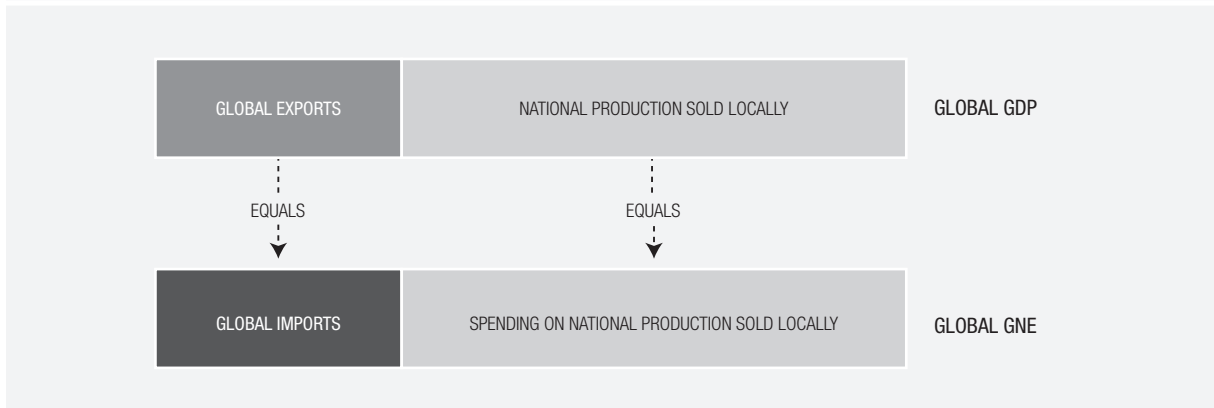 GLOBAL EXPORTS
NATIONAL PRODUCTION SOLD LOCALLY
GLOBAL GDP
EQUALS
EQUALS
GLOBAL IMPORTS
SPENDING ON NATIONAL PRODUCTION SOLD LOCALLY
GLOBAL GNE